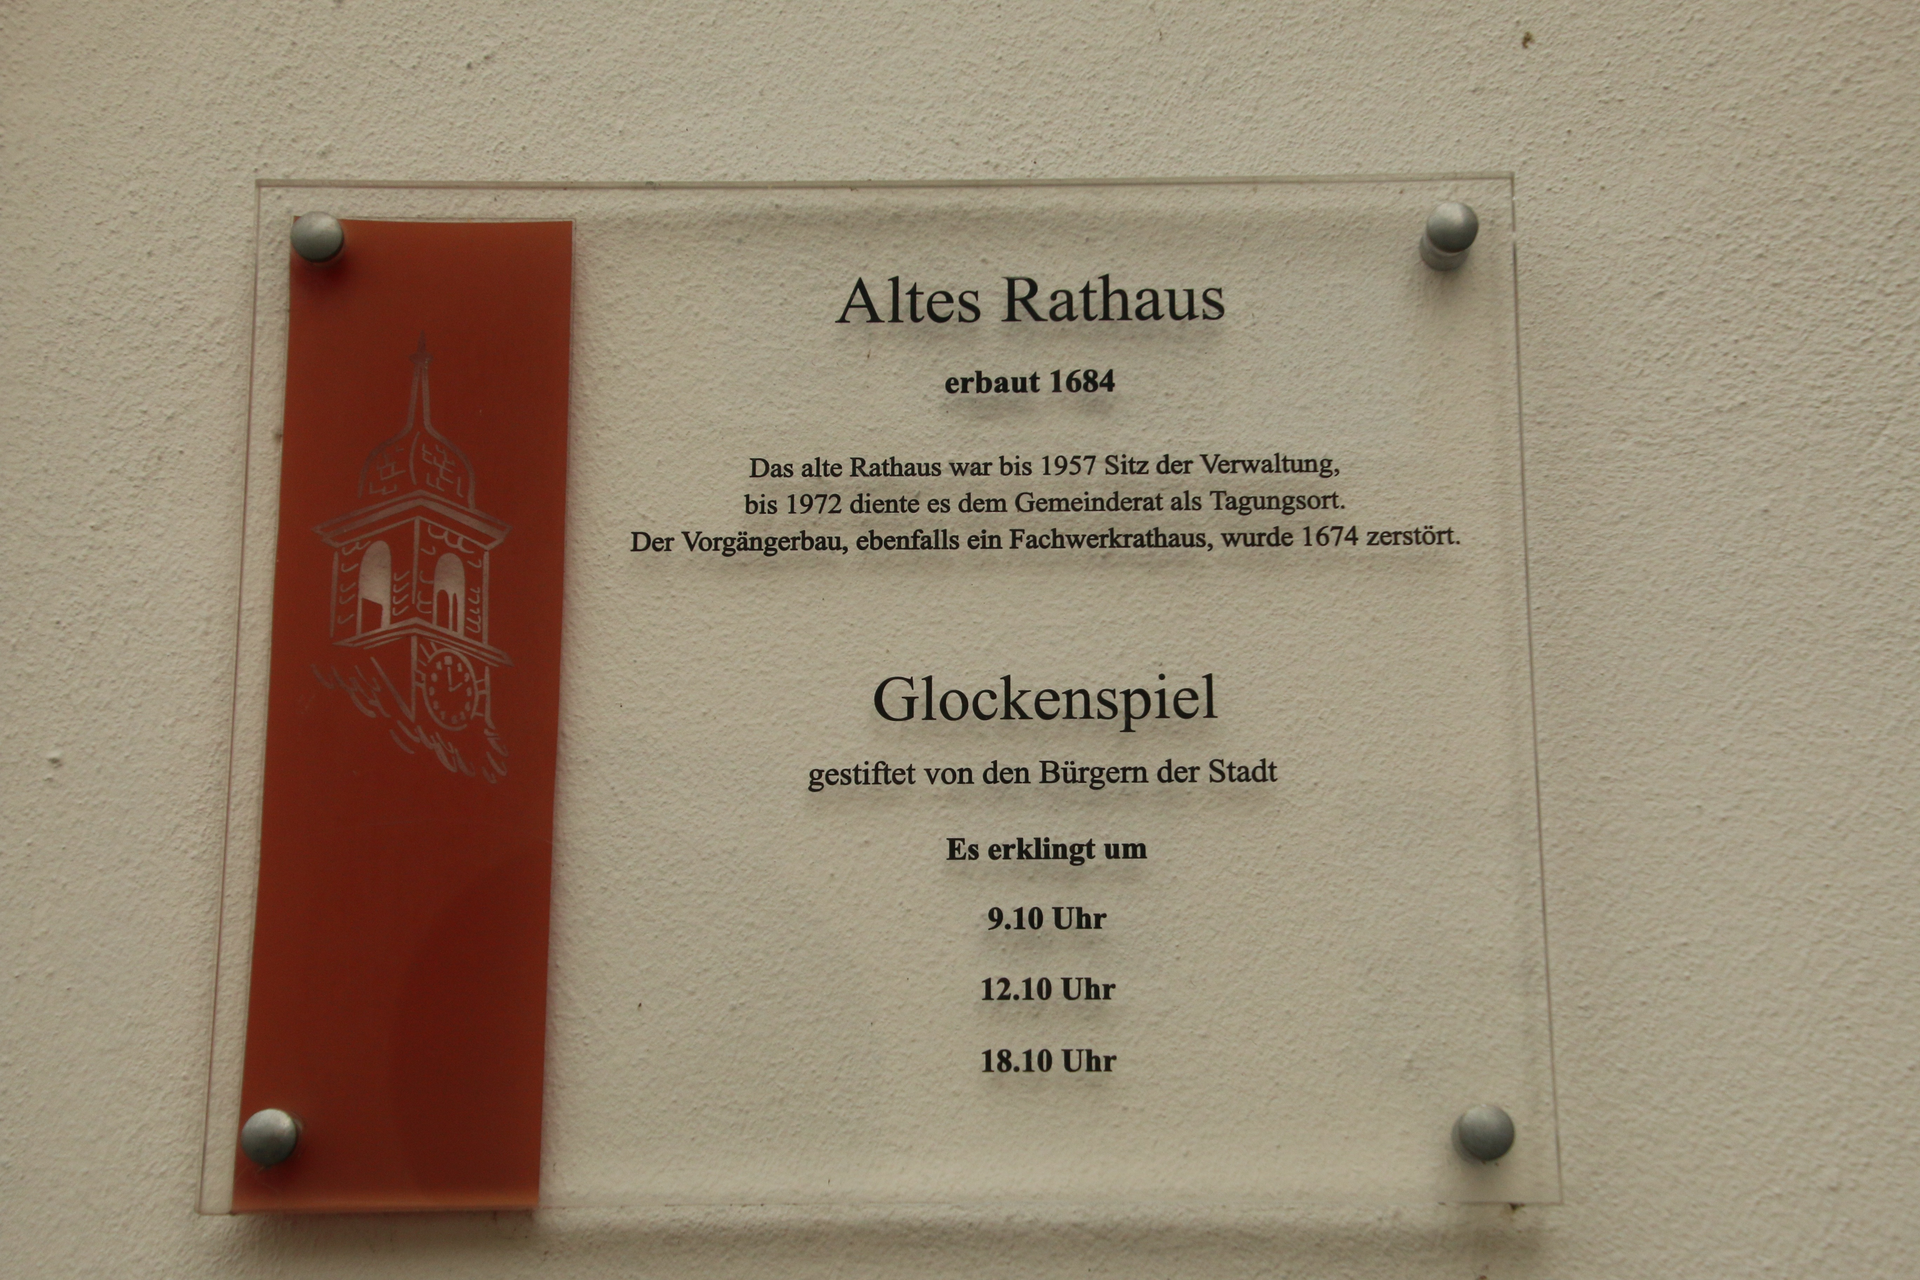 Altes Rathaus
erbaut 1684
Das alte Rathaus war bis 1957 Sitz der Verwaltung,
bis 1972 diente es dem Gemeinderat als Tagungsort.
Der Vorgängerbau, ebenfalls ein Fachwerkrathaus, wurde 1674 zerstört.
Glockenspiel
gestiftet von den Bürgern der Stadt
Es erklingt um
9.10 Uhr
12.10 Uhr
18.10 Uhr